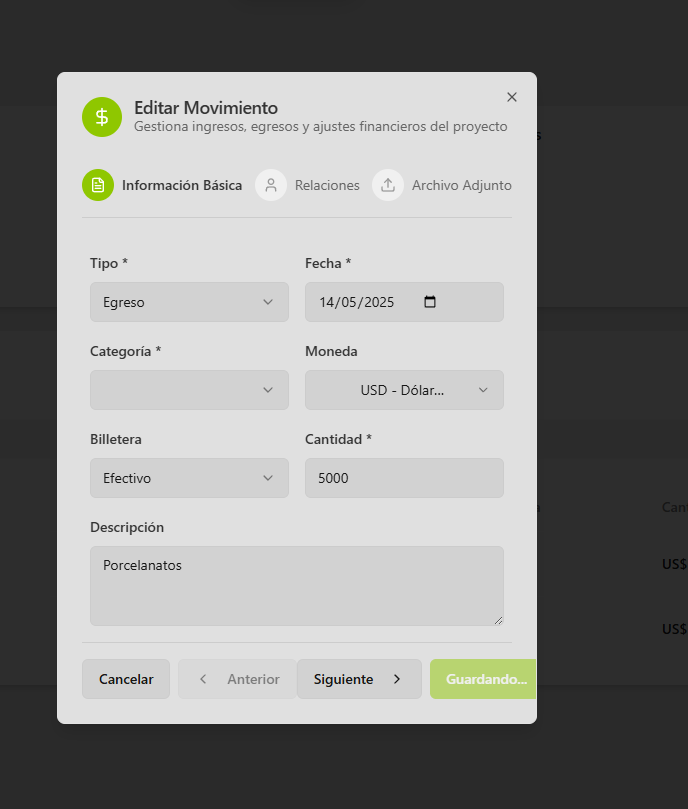 Editar Movimiento
Gestiona ingresos, egresos y ajustes financieros del proyecto
Información Básica Relaciones Archivo Adjunto
Tipo * Fecha *
Egreso 14/05/2025
Categoría * Moneda
USD - Dólar...
Billetera Cantidad *
Efectivo 5000
Descripción
Porcelanatos
Cancelar Anterior Siguiente Guardando...
US$
US$